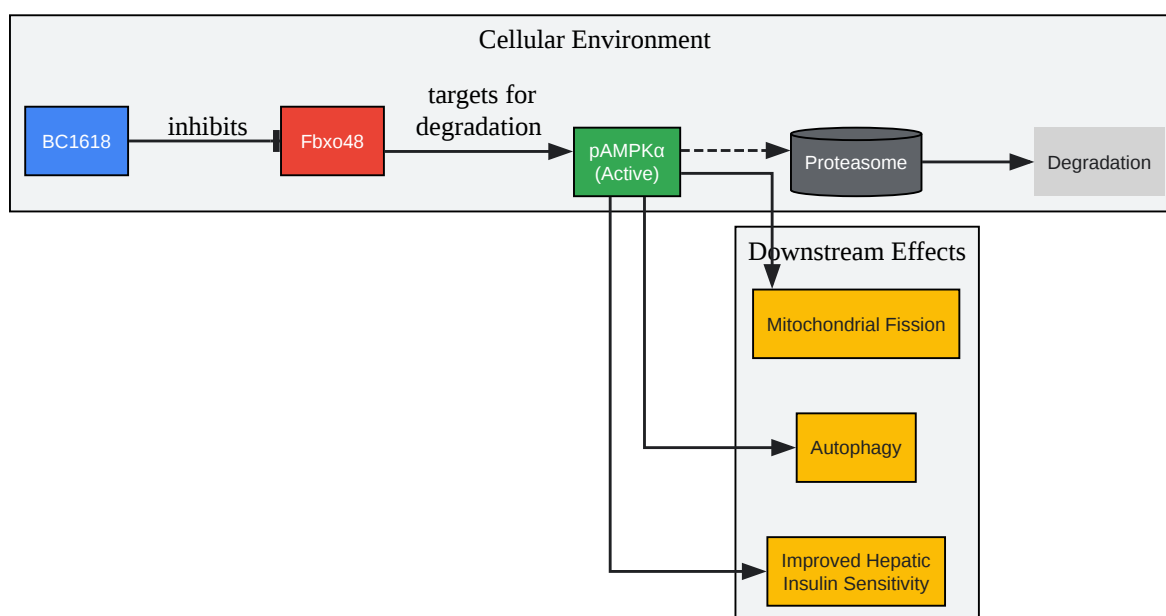 Cellular Environment
BC1618
inhibits
Fbxo48
targets for
degradation
pAMPKα
(Active)
Proteasome
Degradation
Downstream Effects
Mitochondrial Fission
Autophagy
Improved Hepatic
Insulin Sensitivity